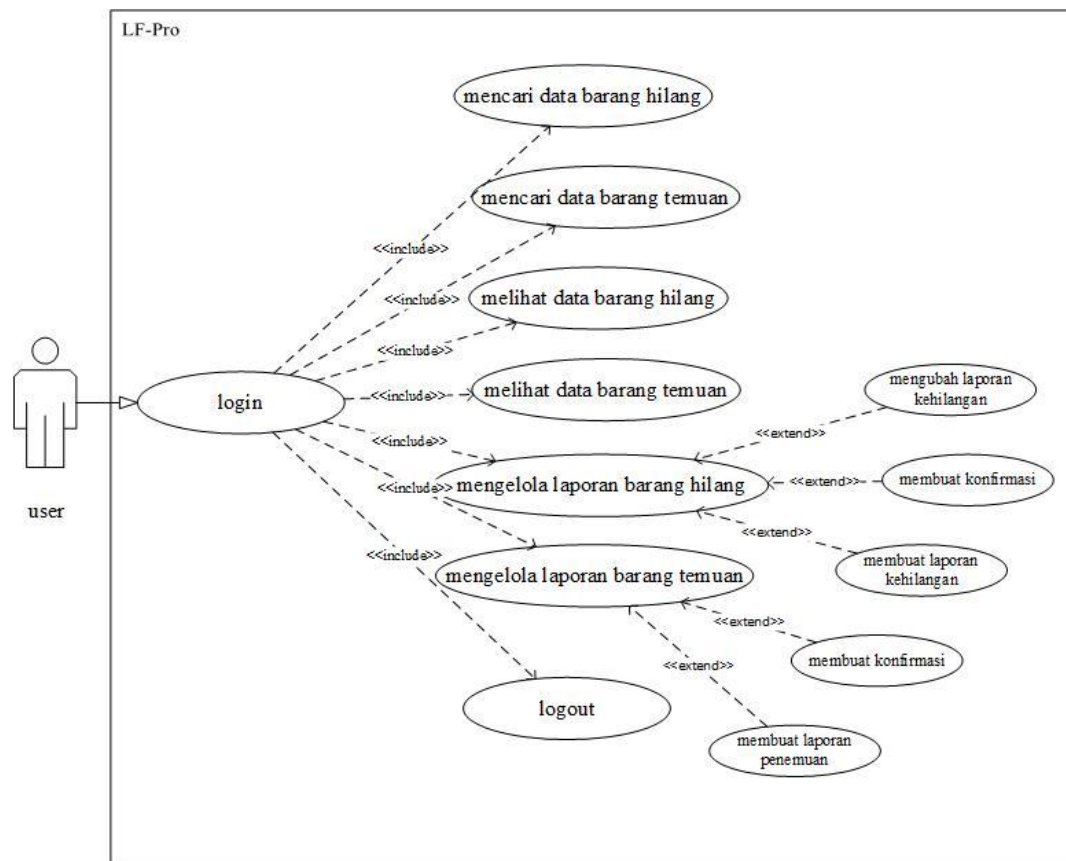 LF-Pro
mencari data barang hilang
mencari data barang temuan
<<include>>
melihat data barang hilang
<<include>>
<<include>>
melihat data barang temuan
<<include>>
login
mengubah laporan
kehilangan
<<extend>>
<<include>>
mengelola laporan barang hilang
<<extend>>
membuat konfirmasi
<<include>>
user
<<extend>>
<<include>>
membuat laporan
kehilangan
mengelola laporan barang temuan
<<extend>>
membuat konfirmasi
<<extend>>
logout
membuat laporan
penemuan